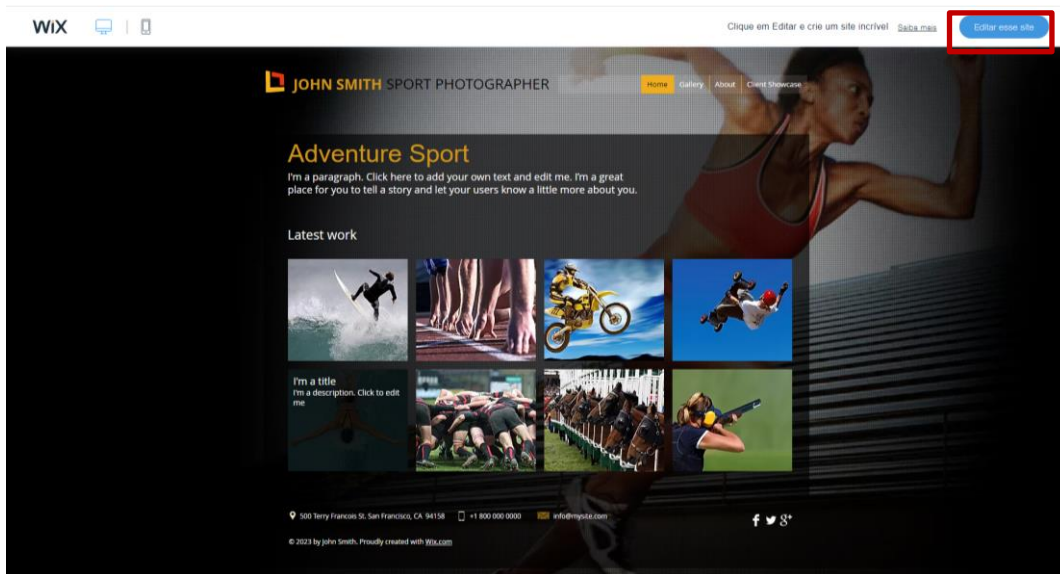 WiX
Clique em Editar e crie um site incrível Saiba mais Editar esse site
JOHN SMITH SPORT PHOTOGRAPHER
Home Gallery About Client Showcase
Adventure Sport
I'm a paragraph. Click here to add your own text and edit me. I'm a great
place for you to tell a story and let your users know a little more about you.
Latest work
I'm a title
I'm a description. Click to edit
me
500 Terry Francois St. San Francisco, CA 94158 +1 800 000 0000 info@mysite.com
© 2023 by John Smith. Proudly created with Wix.com